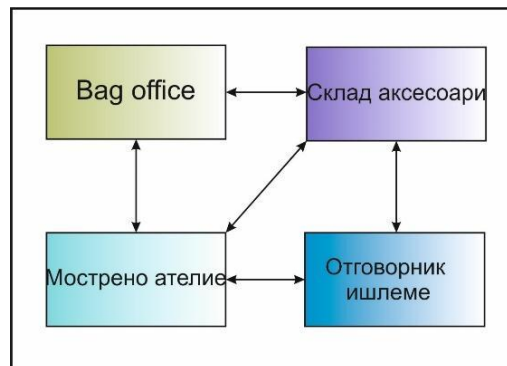 Bag office
Склад аксесоари
Мострено ателие
Отговорник
ишлеме